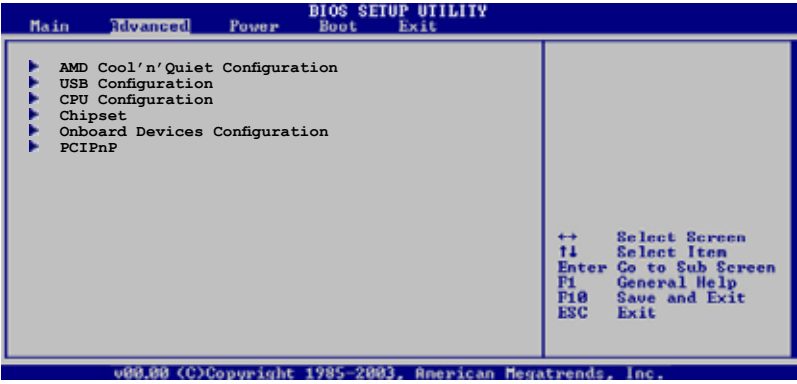 BIOS SETUP UTILITY
Main Advanced Power Boot Exit
AMD Cool'n'Quiet Configuration
USB Configuration
CPU Configuration
Chipset
Onboard Devices Configuration
PCIPnP
↔ Select Screen
↑↓ Select Item
Enter Go to Sub Screen
F1 General Help
F10 Save and Exit
ESC Exit
v00.00 (C)Copyright 1985-2003, American Megatrends, Inc.